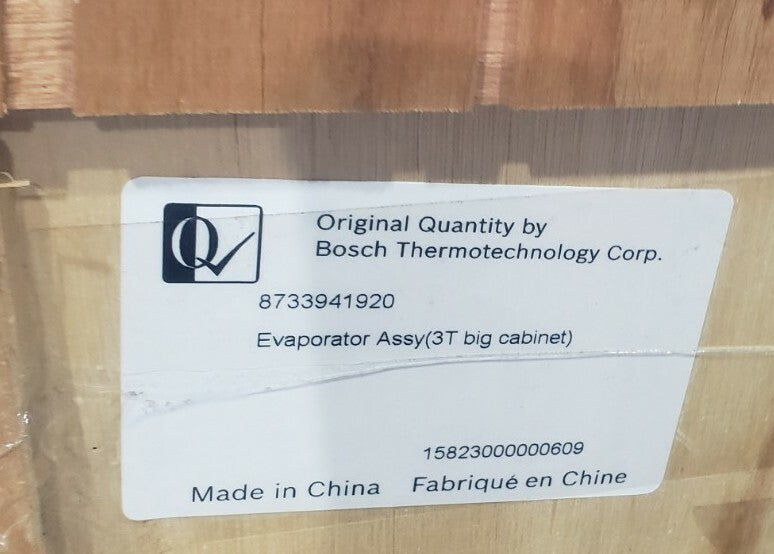 Q
Original Quantity by
Bosch Thermotechnology Corp.
8733941920
Evaporator Assy(3T big cabinet)
15823000000609
Made in China Fabriqué en Chine